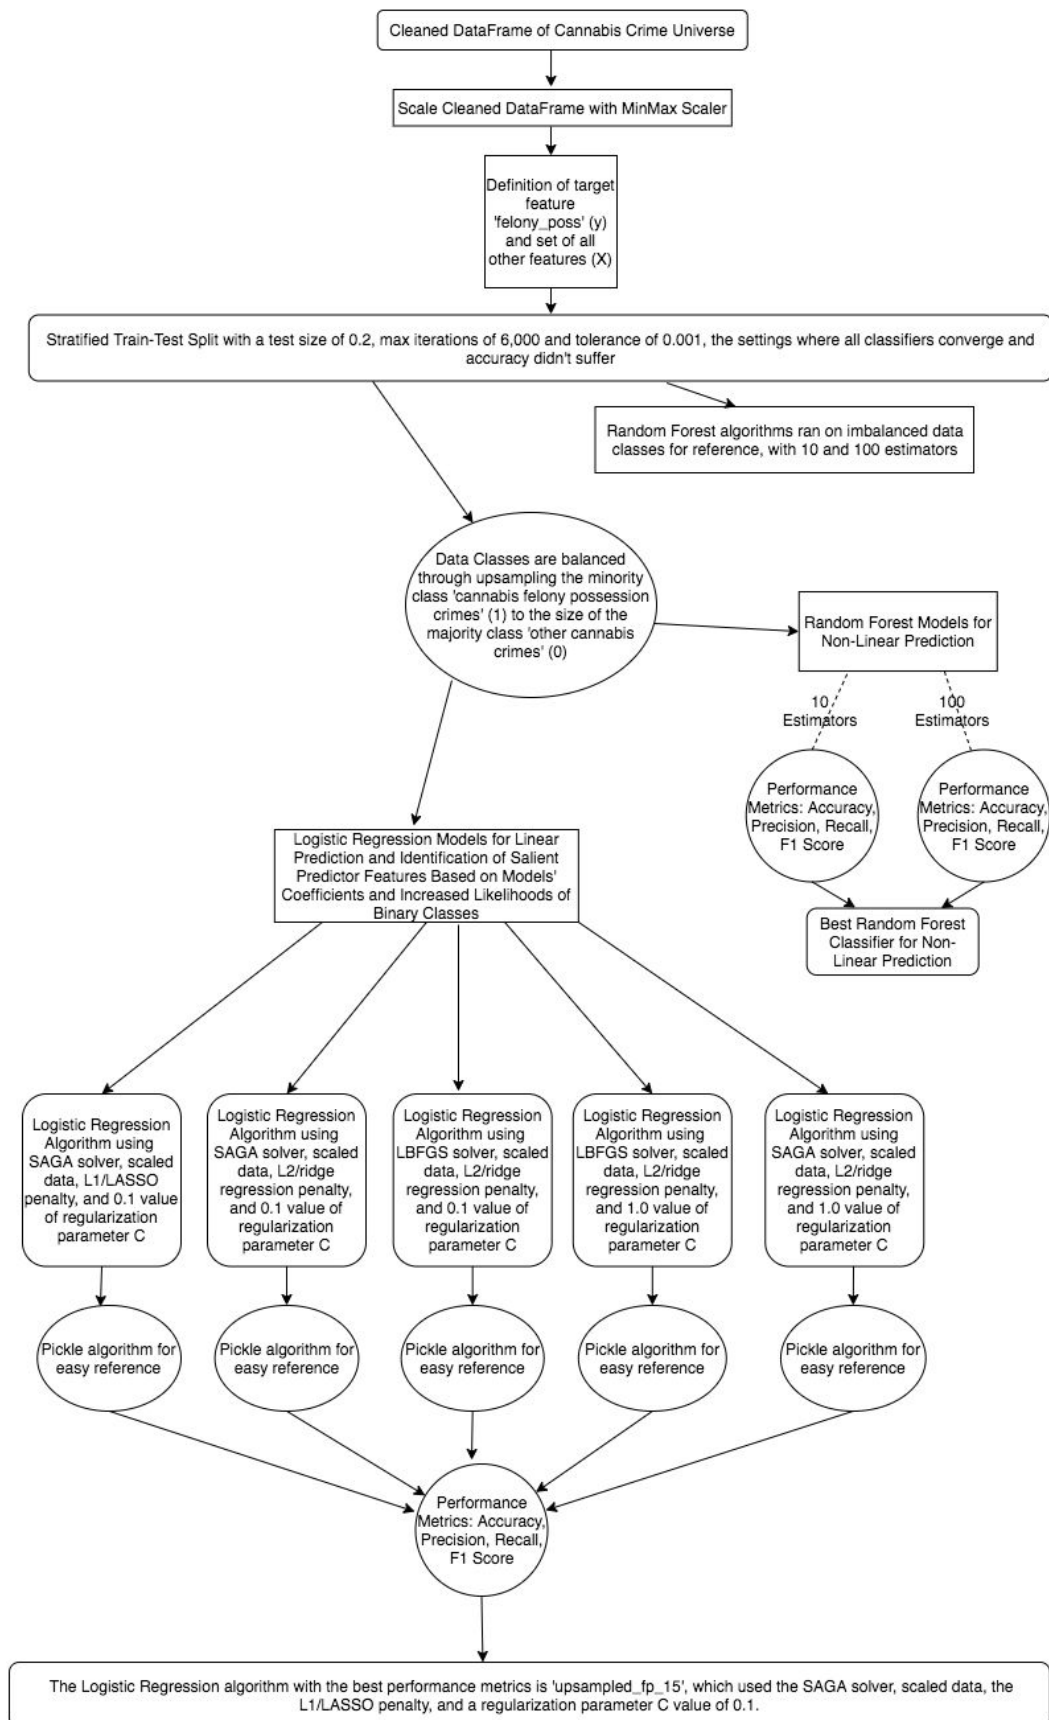 Cleaned DataFrame of Cannabis Crime Universe
Scale Cleaned DataFrame with MinMax Scaler
Definition of target
feature
'felony_poss' (y)
and set of all
other features (X)
Stratified Train-Test Split with a test size of 0.2, max iterations of 6,000 and tolerance of 0.001, the settings where all classifiers converge and
accuracy didn't suffer
Random Forest algorithms ran on imbalanced data
classes for reference, with 10 and 100 estimators
Data Classes are balanced
through upsampling the minority
class 'cannabis felony possession
crimes' (1) to the size of the
majority class 'other cannabis
crimes' (0)
Random Forest Models for
Non-Linear Prediction
10
Estimators
100
Estimators
Performance
Metrics: Accuracy,
Precision, Recall,
F1 Score
Performance
Metrics: Accuracy,
Precision, Recall,
F1 Score
Best Random Forest
Classifier for Non-
Linear Prediction
Logistic Regression Models for Linear
Prediction and Identification of Salient
Predictor Features Based on Models'
Coefficients and Increased Likelihoods of
Binary Classes
Logistic Regression
Algorithm using
SAGA solver, scaled
data, L1/LASSO
penalty, and 0.1 value
of regularization
parameter C
Logistic Regression
Algorithm using
SAGA solver, scaled
data, L2/ridge
regression penalty,
and 0.1 value of
regularization
parameter C
Logistic Regression
Algorithm using
LBFGS solver, scaled
data, L2/ridge
regression penalty,
and 0.1 value of
regularization
parameter C
Logistic Regression
Algorithm using
LBFGS solver, scaled
data, L2/ridge
regression penalty,
and 1.0 value of
regularization
parameter C
Logistic Regression
Algorithm using
SAGA solver, scaled
data, L2/ridge
regression penalty,
and 1.0 value of
regularization
parameter C
Pickle algorithm for
easy reference
Pickle algorithm for
easy reference
Pickle algorithm for
easy reference
Pickle algorithm for
easy reference
Pickle algorithm for
easy reference
Performance
Metrics: Accuracy,
Precision, Recall,
F1 Score
The Logistic Regression algorithm with the best performance metrics is 'upsampled_fp_15', which used the SAGA solver, scaled data, the
L1/LASSO penalty, and a regularization parameter C value of 0.1.